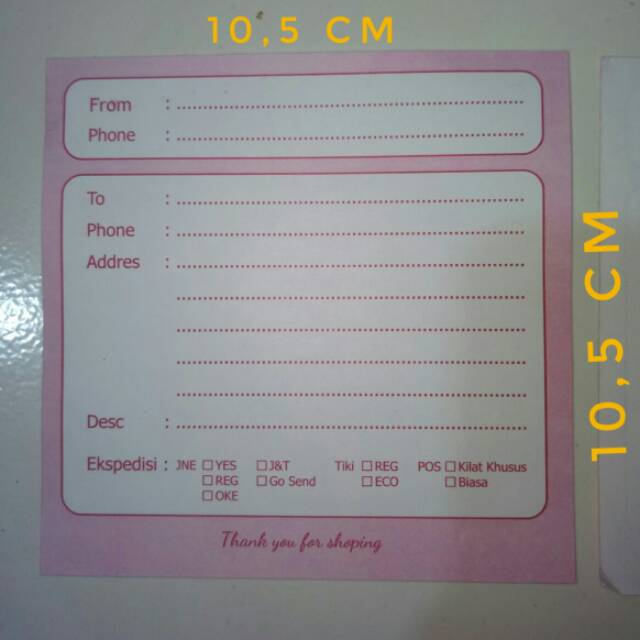 10,5 CM
From : ..........................................
Phone : ..........................................
To : ..........................................
Phone : ..........................................
Addres : ..........................................
..........................................
..........................................
..........................................
..........................................
Desc : ..........................................
Ekspedisi : JNE ☐ YES ☐ J&T Tiki ☐ REG POS ☐ Kilat Khusus
☐ REG ☐ Go Send ☐ ECO ☐ Biasa
☐ OKE
Thank you for shoping
10,5 CM